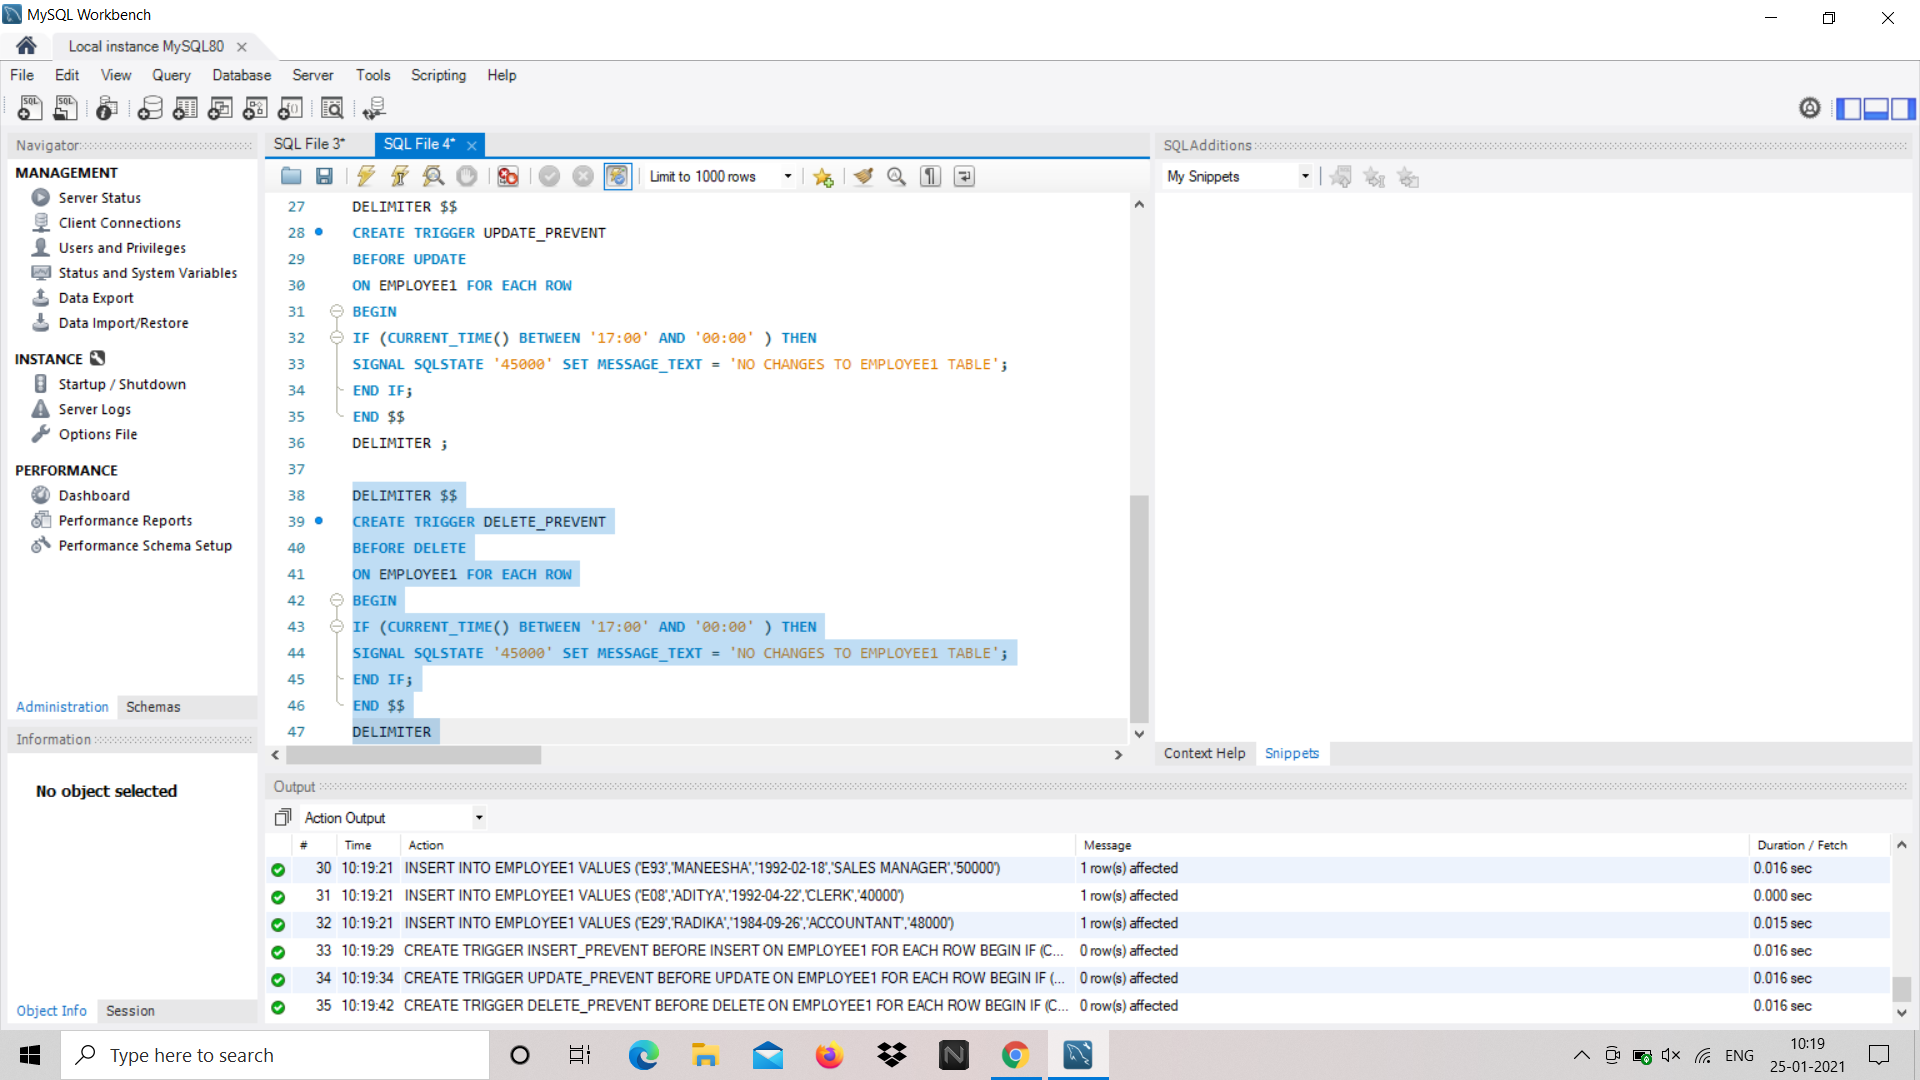 MySQL Workbench
Local instance MySQL80
File Edit View Query Database Server Tools Scripting Help
Navigator
MANAGEMENT
Server Status
Client Connections
Users and Privileges
Status and System Variables
Data Export
Data Import/Restore
INSTANCE
Startup / Shutdown
Server Logs
Options File
PERFORMANCE
Dashboard
Performance Reports
Performance Schema Setup
Administration Schemas
Information
No object selected
Object Info Session
SQL File 3* SQL File 4*
Limit to 1000 rows
27 DELIMITER $$
28 CREATE TRIGGER UPDATE_PREVENT
29 BEFORE UPDATE
30 ON EMPLOYEE1 FOR EACH ROW
31 BEGIN
32 IF (CURRENT_TIME() BETWEEN '17:00' AND '00:00' ) THEN
33 SIGNAL SQLSTATE '45000' SET MESSAGE_TEXT = 'NO CHANGES TO EMPLOYEE1 TABLE';
34 END IF;
35 END $$
36 DELIMITER ;
37
38 DELIMITER $$
39 CREATE TRIGGER DELETE_PREVENT
40 BEFORE DELETE
41 ON EMPLOYEE1 FOR EACH ROW
42 BEGIN
43 IF (CURRENT_TIME() BETWEEN '17:00' AND '00:00' ) THEN
44 SIGNAL SQLSTATE '45000' SET MESSAGE_TEXT = 'NO CHANGES TO EMPLOYEE1 TABLE';
45 END IF;
46 END $$
47 DELIMITER
SQLAdditions
My Snippets
Context Help Snippets
Output
Action Output
# Time Action Message Duration / Fetch
30 10:19:21 INSERT INTO EMPLOYEE1 VALUES ('E93','MANEESHA','1992-02-18','SALES MANAGER','50000') 1 row(s) affected 0.016 sec
31 10:19:21 INSERT INTO EMPLOYEE1 VALUES ('E08','ADITYA','1992-04-22','CLERK','40000') 1 row(s) affected 0.000 sec
32 10:19:21 INSERT INTO EMPLOYEE1 VALUES ('E29','RADIKA','1984-09-26','ACCOUNTANT','48000') 1 row(s) affected 0.015 sec
33 10:19:29 CREATE TRIGGER INSERT_PREVENT BEFORE INSERT ON EMPLOYEE1 FOR EACH ROW BEGIN IF (C... 0 row(s) affected 0.016 sec
34 10:19:34 CREATE TRIGGER UPDATE_PREVENT BEFORE UPDATE ON EMPLOYEE1 FOR EACH ROW BEGIN IF (... 0 row(s) affected 0.016 sec
35 10:19:42 CREATE TRIGGER DELETE_PREVENT BEFORE DELETE ON EMPLOYEE1 FOR EACH ROW BEGIN IF (C... 0 row(s) affected 0.016 sec
Type here to search
ENG
10:19
25-01-2021